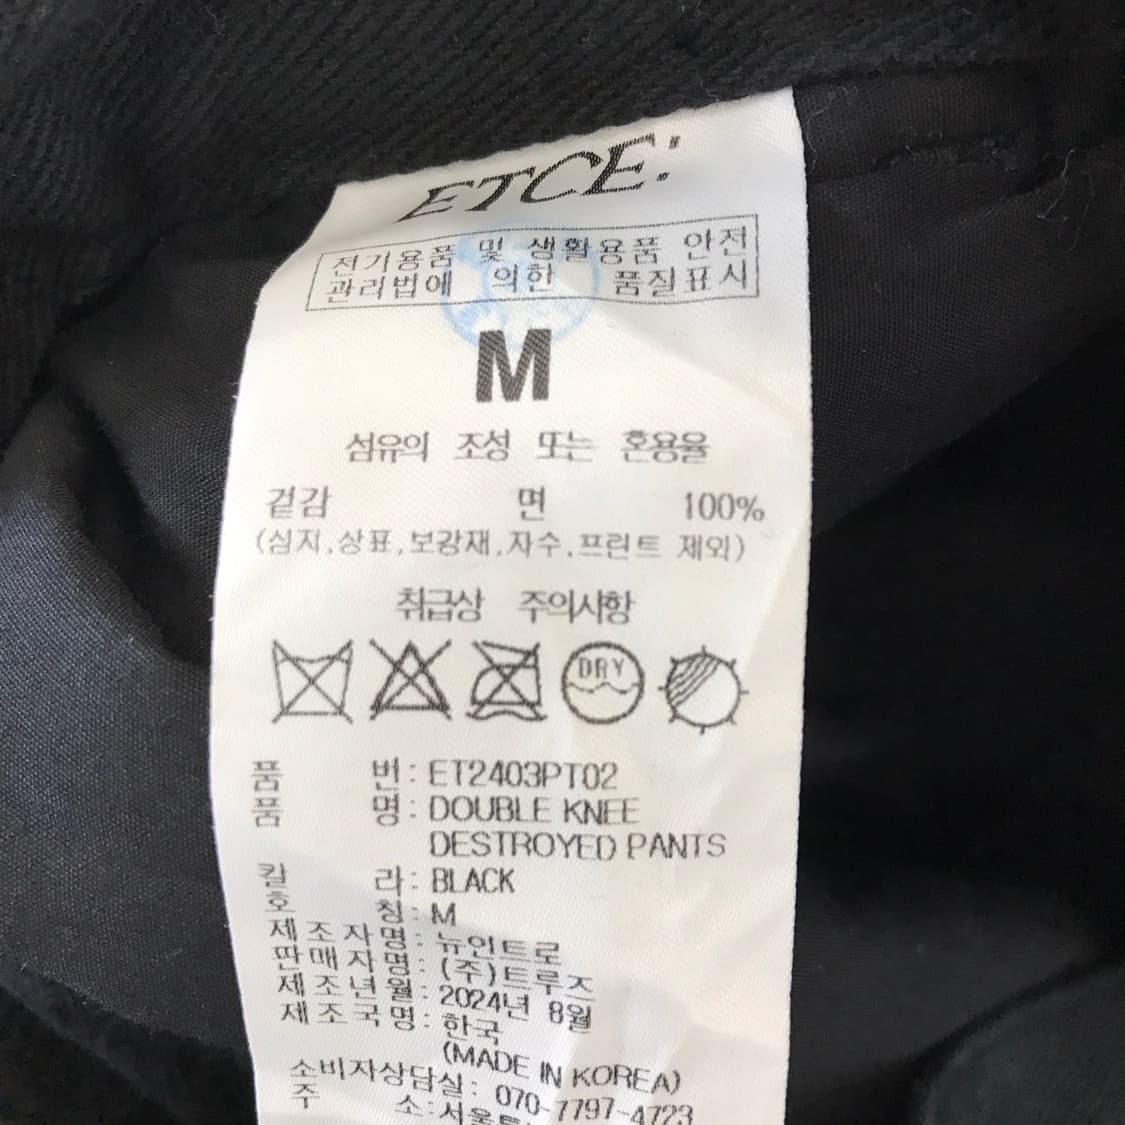 ETCE:
전기용품 및 생활용품 안전
관리법에 의한 품질표시
M
섬유의 조성 또는 혼용율
겉감 면 100%
(심지,상표,보강재,자수,프린트 제외)
취급상 주의사항
DRY
품 번: ET2403PT02
품 명: DOUBLE KNEE
DESTROYED PANTS
칼 라: BLACK
호 칭: M
제조자명: 뉴인트로
판매자명: (주)트루즈
제조년월: 2024년 8월
제조국명: 한국
(MADE IN KOREA)
소비자상담실: 070-7797-4723
주 소:서울